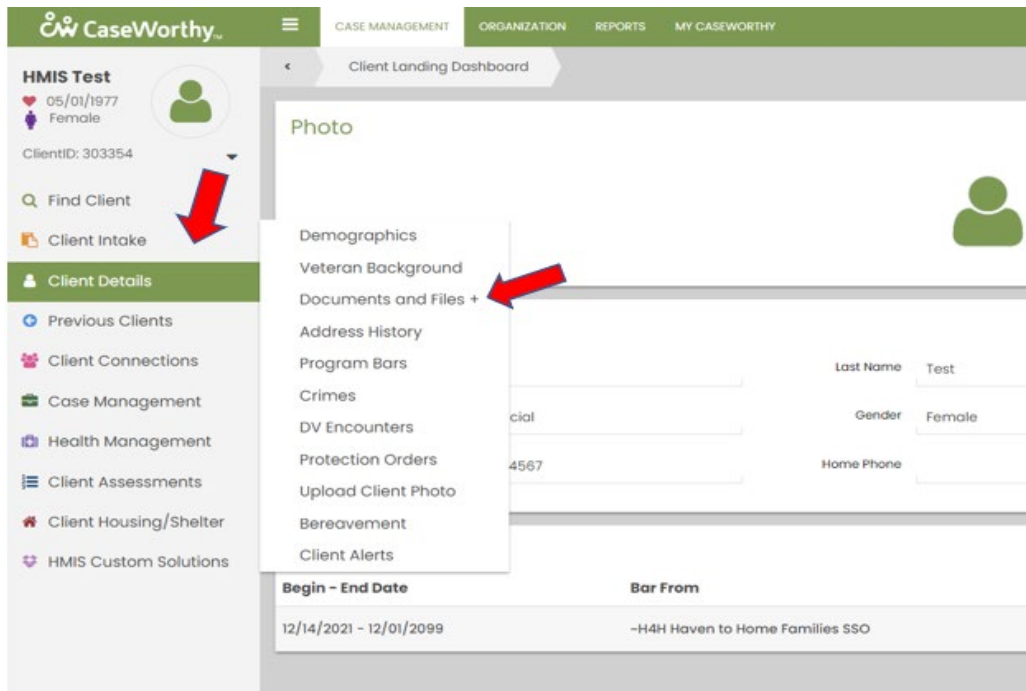 CaseWorthy™
CASE MANAGEMENT ORGANIZATION REPORTS MY CASEWORTHY
HMIS Test
05/01/1977
Female
ClientID: 303354
Find Client
Client Intake
Client Details
Previous Clients
Client Connections
Case Management
Health Management
Client Assessments
Client Housing/Shelter
HMIS Custom Solutions
Client Landing Dashboard
Photo
Demographics
Veteran Background
Documents and Files +
Address History
Program Bars
Crimes
DV Encounters
Protection Orders
Upload Client Photo
Bereavement
Client Alerts
Last Name Test
cial Gender Female
4567 Home Phone
Begin - End Date Bar From
12/14/2021 - 12/01/2099 ~H4H Haven to Home Families SSO